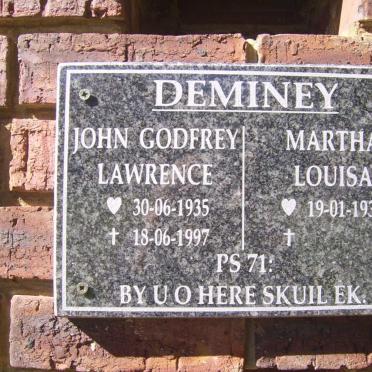 DEMINEY
JOHN GODFREY
LAWRENCE
♥ 30-06-1935
✝ 18-06-1997
MARTHA
LOUISA
♥ 19-01-193
✝
PS 71:
BY U O HERE SKUIL EK.